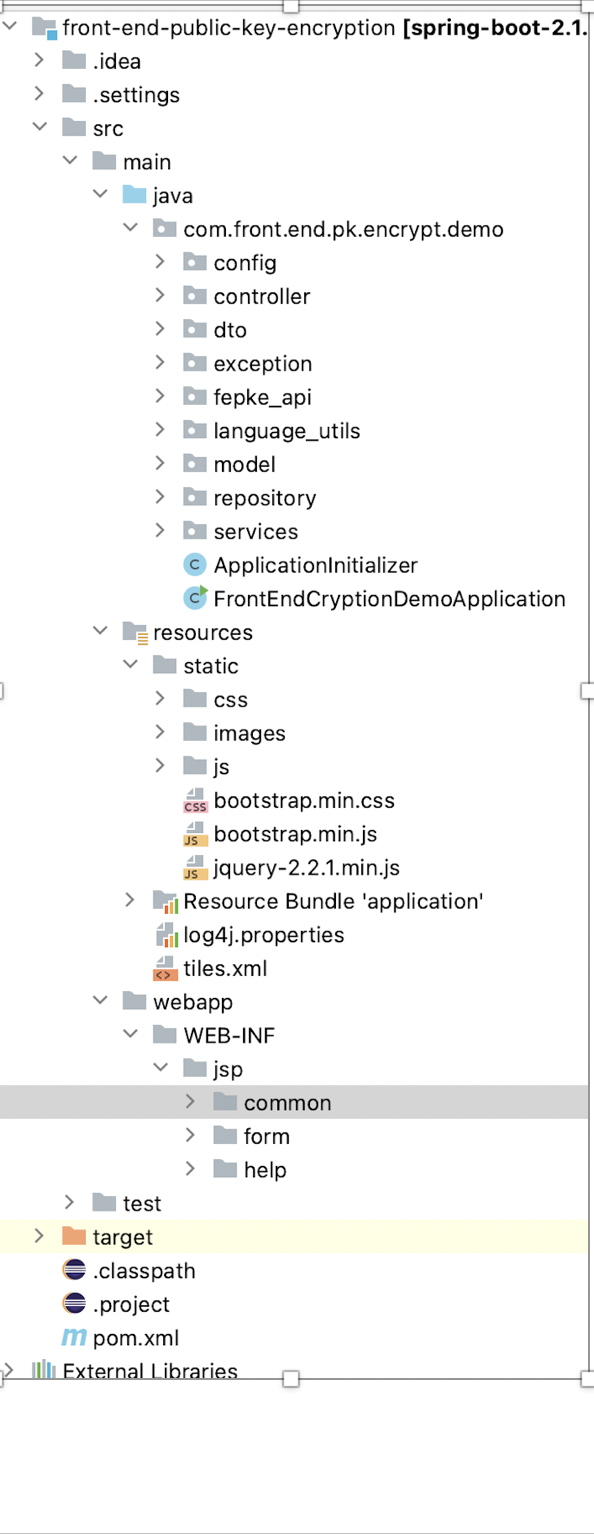 front-end-public-key-encryption [spring-boot-2.1.
.idea
.settings
src
main
java
com.front.end.pk.encrypt.demo
config
controller
dto
exception
fepke_api
language_utils
model
repository
services
C ApplicationInitializer
C FrontEndCryptionDemoApplication
resources
static
css
images
js
CSS bootstrap.min.css
JS bootstrap.min.js
JS jquery-2.2.1.min.js
Resource Bundle 'application'
log4j.properties
<> tiles.xml
webapp
WEB-INF
jsp
common
form
help
test
target
.classpath
.project
m pom.xml
External Libraries